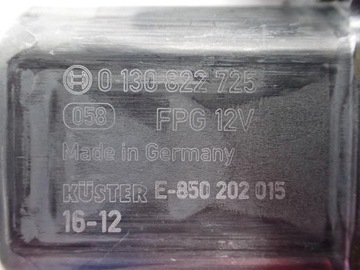 0 130 822 725
058 FPG 12V
Made in Germany
KÜSTER E-850 202 015
16-12